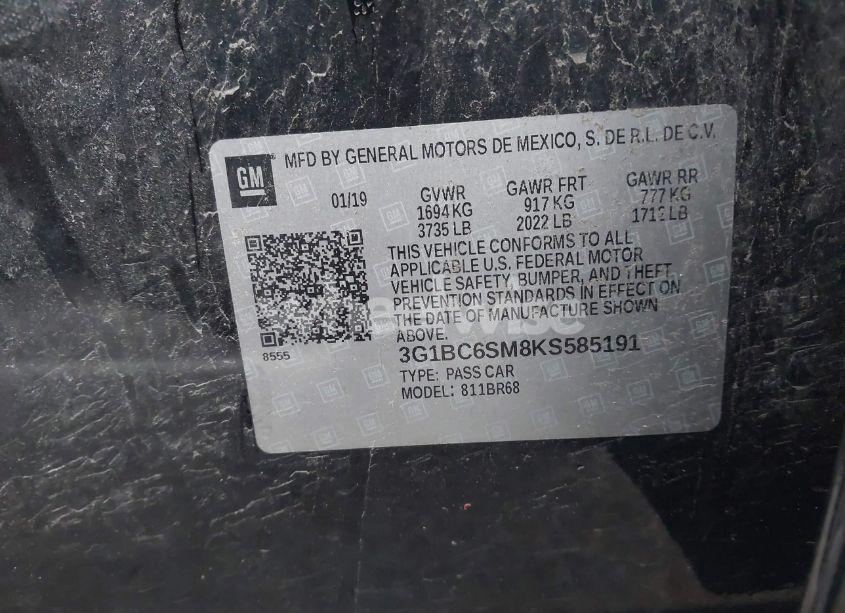 MFD BY GENERAL MOTORS DE MEXICO, S. DE R.L. DE C.V.
GM
01/19
GVWR
1694 KG
3735 LB
GAWR FRT
917 KG
2022 LB
GAWR RR
777 KG
1713 LB
THIS VEHICLE CONFORMS TO ALL
APPLICABLE U.S. FEDERAL MOTOR
VEHICLE SAFETY, BUMPER, AND THEFT
PREVENTION STANDARDS IN EFFECT ON
THE DATE OF MANUFACTURE SHOWN
ABOVE.
8555
3G1BC6SM8KS585191
TYPE: PASS CAR
MODEL: 811BR68